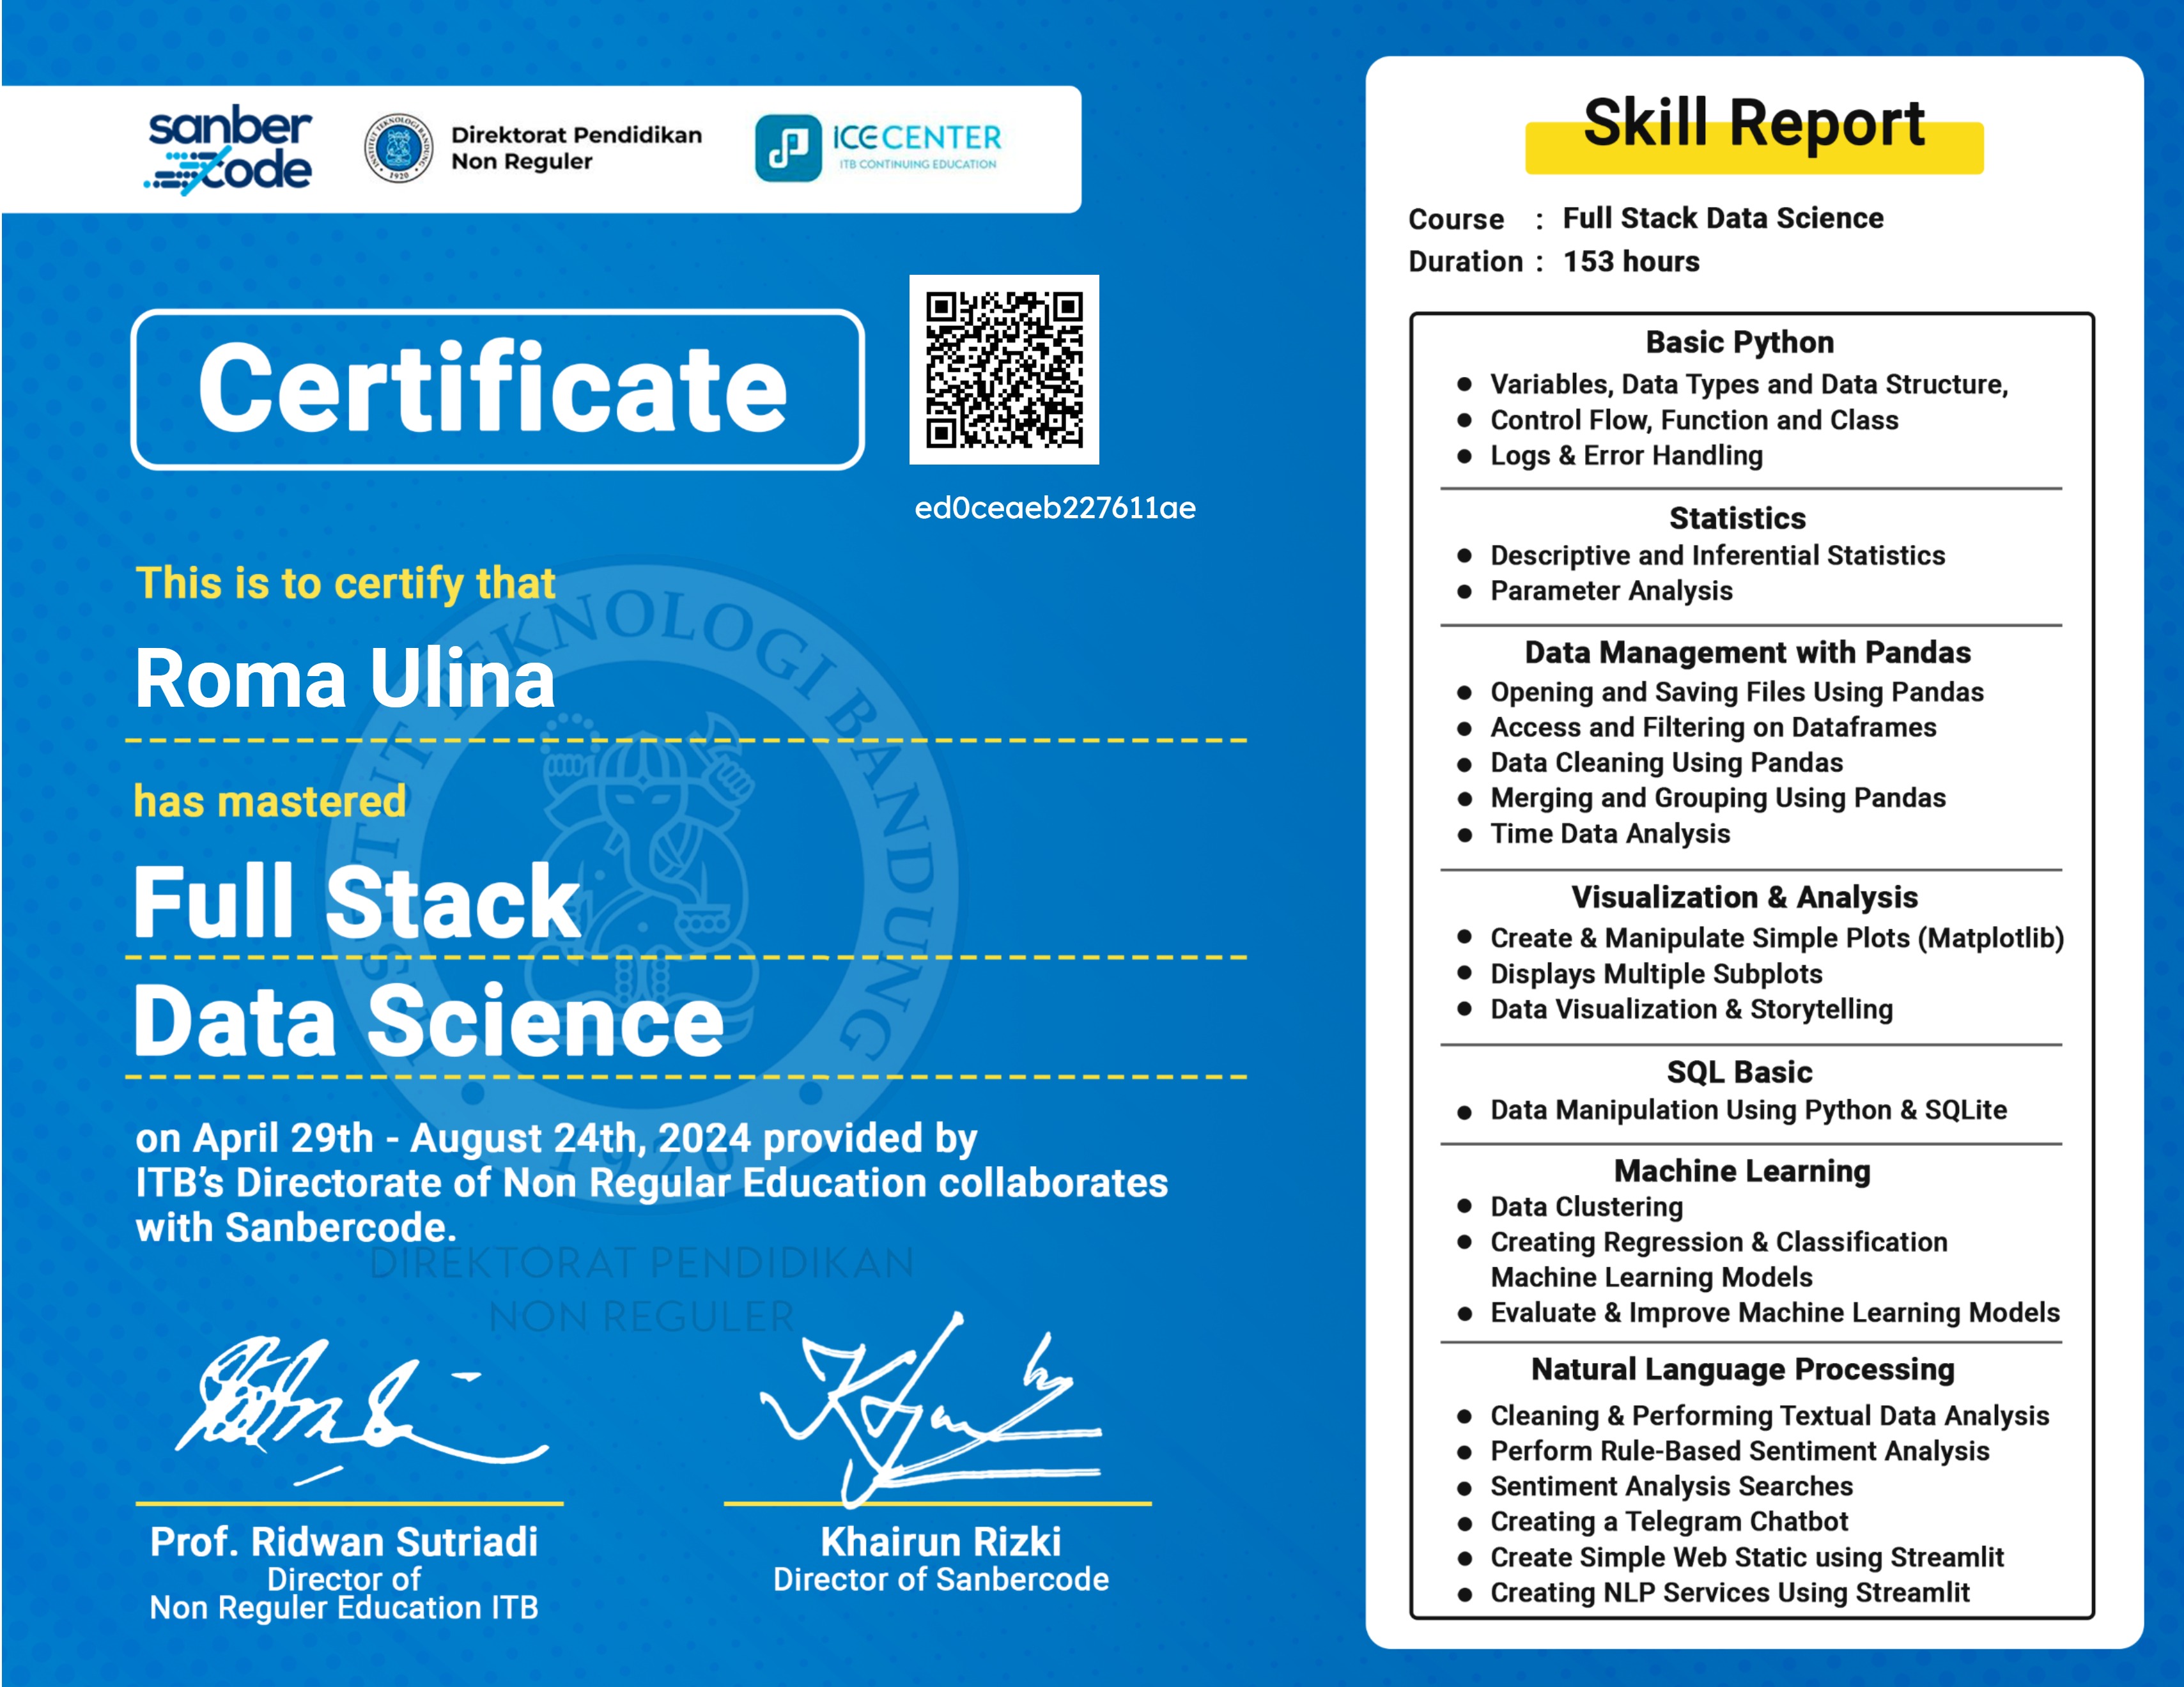 sanber
code
INSTITUT TEKNOLOGI BANDUNG
1920
Direktorat Pendidikan
Non Reguler
iCE CENTER
ITB CONTINUING EDUCATION
Certificate
ed0ceaeb227611ae
This is to certify that
Roma Ulina
has mastered
Full Stack
Data Science
on April 29th - August 24th, 2024 provided by
ITB's Directorate of Non Regular Education collaborates
with Sanbercode.
INSTITUT TEKNOLOGI BANDUNG
1920
DIREKTORAT PENDIDIKAN
NON REGULER
Prof. Ridwan Sutriadi
Director of
Non Reguler Education ITB
Khairun Rizki
Director of Sanbercode
Skill Report
Course : Full Stack Data Science
Duration : 153 hours
Basic Python
● Variables, Data Types and Data Structure,
● Control Flow, Function and Class
● Logs & Error Handling
Statistics
● Descriptive and Inferential Statistics
● Parameter Analysis
Data Management with Pandas
● Opening and Saving Files Using Pandas
● Access and Filtering on Dataframes
● Data Cleaning Using Pandas
● Merging and Grouping Using Pandas
● Time Data Analysis
Visualization & Analysis
● Create & Manipulate Simple Plots (Matplotlib)
● Displays Multiple Subplots
● Data Visualization & Storytelling
SQL Basic
● Data Manipulation Using Python & SQLite
Machine Learning
● Data Clustering
● Creating Regression & Classification
Machine Learning Models
● Evaluate & Improve Machine Learning Models
Natural Language Processing
● Cleaning & Performing Textual Data Analysis
● Perform Rule-Based Sentiment Analysis
● Sentiment Analysis Searches
● Creating a Telegram Chatbot
● Create Simple Web Static using Streamlit
● Creating NLP Services Using Streamlit